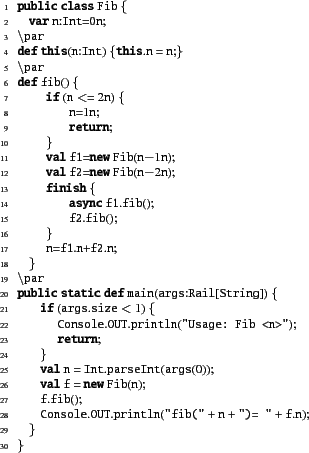 1 public class Fib {
2 var n:Int=0n;
3 \par
4 def this(n:Int) {this.n = n;}
5 \par
6 def fib() {
7 if (n <= 2n) {
8 n=1n;
9 return;
10 }
11 val f1=new Fib(n−1n);
12 val f2=new Fib(n−2n);
13 finish {
14 async f1.fib();
15 f2.fib();
16 }
17 n=f1.n+f2.n;
18 }
19 \par
20 public static def main(args:Rail[String]) {
21 if (args.size < 1) {
22 Console.OUT.println("Usage: Fib <n>");
23 return;
24 }
25 val n = Int.parseInt(args(0));
26 val f = new Fib(n);
27 f.fib();
28 Console.OUT.println("fib(" + n + ")= " + f.n);
29 }
30 }